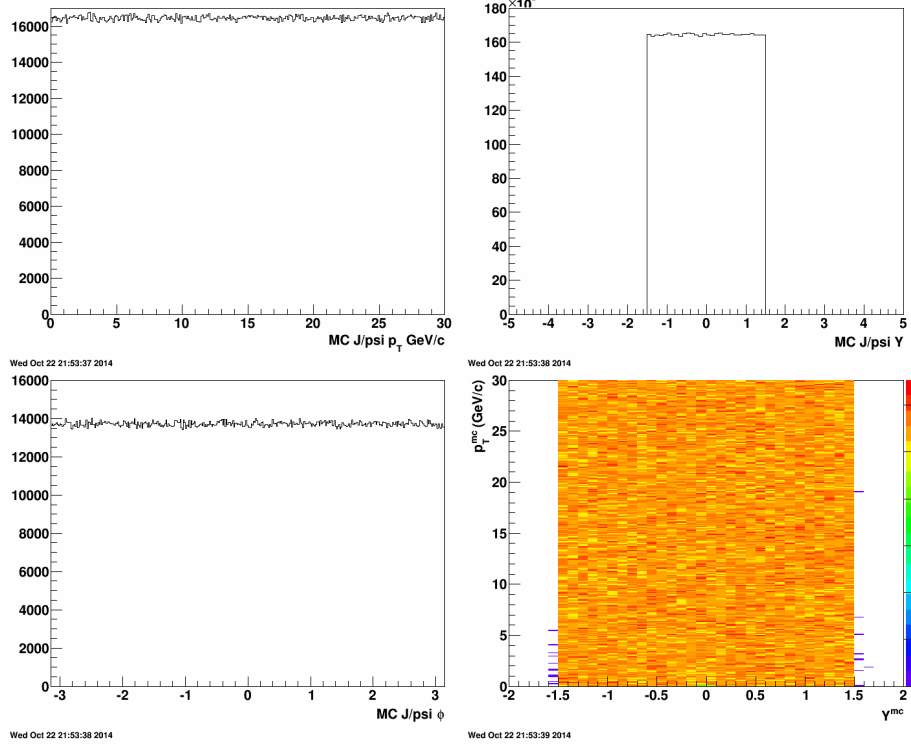 16000
14000
12000
10000
8000
6000
4000
2000
0
0 5 10 15 20 25 30
MC J/psi p_T GeV/c
Wed Oct 22 21:53:37 2014
×10
180
160
140
120
100
80
60
40
20
0
-5 -4 -3 -2 -1 0 1 2 3 4 5
MC J/psi Y
Wed Oct 22 21:53:38 2014
16000
14000
12000
10000
8000
6000
4000
2000
0
-3 -2 -1 0 1 2 3
MC J/psi ϕ
Wed Oct 22 21:53:38 2014
p_T^mc (GeV/c)
30
25
20
15
10
5
0
-2 -1.5 -1 -0.5 0 0.5 1 1.5 2
Y^mc
Wed Oct 22 21:53:39 2014